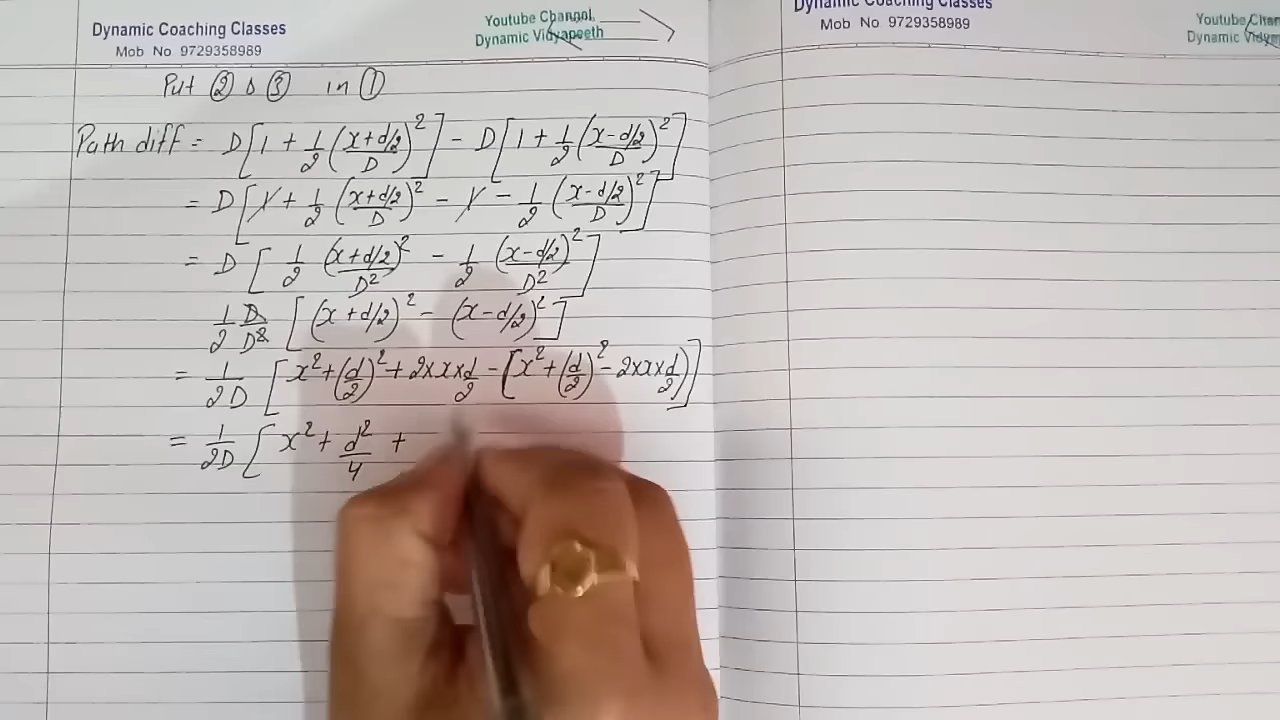 Dynamic Coaching Classes
Mob No 9729358989
Youtube Channel
Dynamic Vidyapeeth
Put ② & ③ in ①
Path diff = D[1 + 1/2 ((x+d/2)/D)²] - D[1 + 1/2 ((x-d/2)/D)²]
= D[1 + 1/2 ((x+d/2)/D)² - 1 - 1/2 ((x-d/2)/D)²]
= D[1/2 (x+d/2)²/D² - 1/2 (x-d/2)²/D²]
1/2 D/D² [(x+d/2)² - (x-d/2)²]
= 1/2D [x² + (d/2)² + 2×x×d/2 - [x² + (d/2)² - 2×x×d/2)]
= 1/2D [x² + d²/4 +
Dynamic Coaching Classes
Mob No 9729358989
Youtube
Dynamic